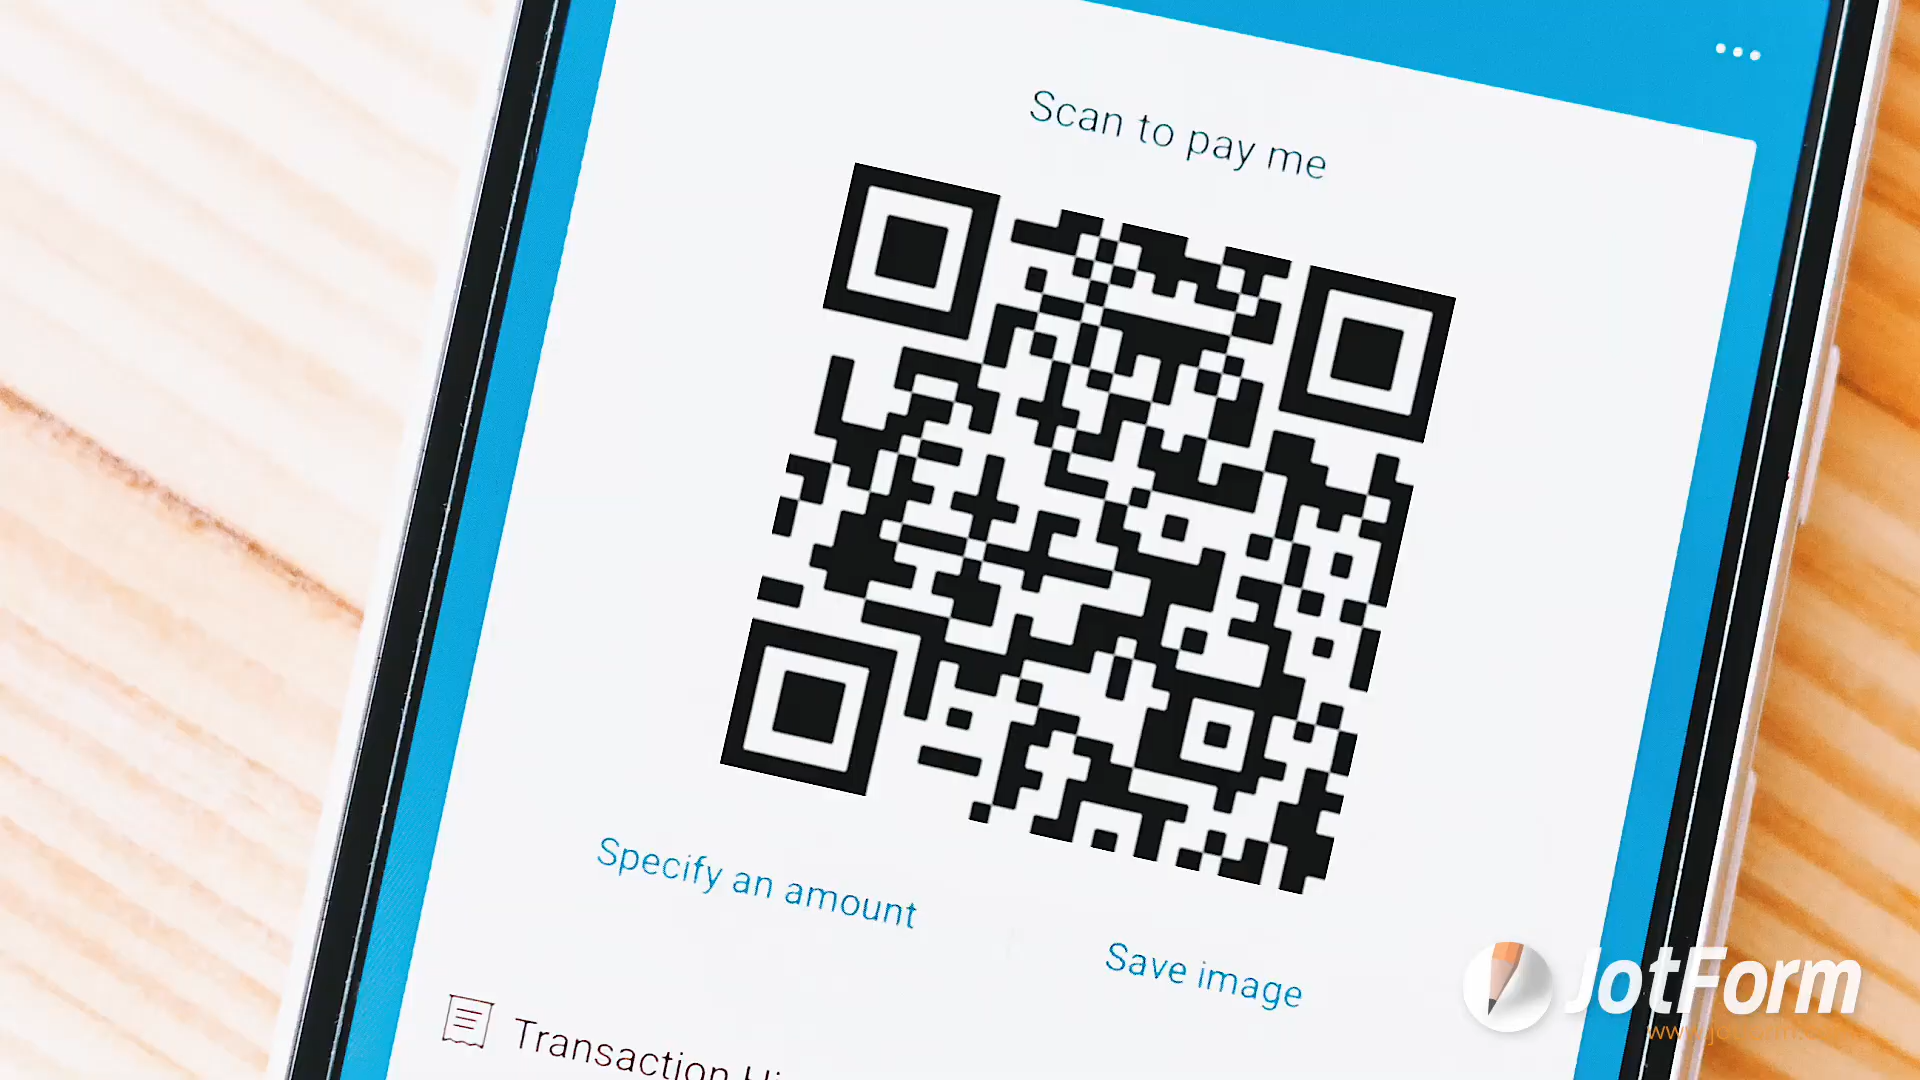 Scan to pay me
Specify an amount
Save image
Transaction
JotForm